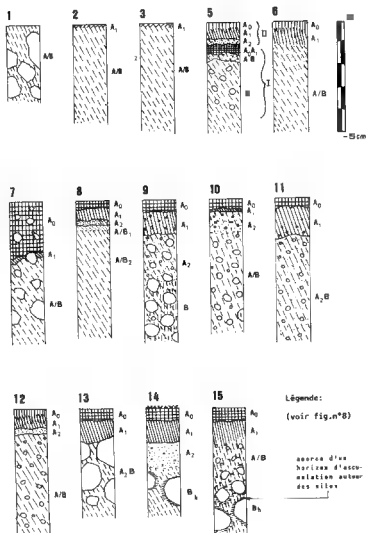 1
A/B
2
A₁
A/B
3
A₁
2
A/B
5
A₀
A₁
A₂
A/B
II
I
III
6
A₀
A₁
A/B
5cm
7
A₀
A₁
A/B
8
A₀
A₁
A₂
A/B₁
A/B₂
9
A₀
A₁
A₂
B
10
A₀
A₁
A₂
A/B
11
A₀
A₁
A₂B
12
A₀
A₁
A₂
A/B
13
A₀
A₁
A₂B
14
A₀
A₁
A₂
Bh
15
A₀
A₁
A/B
Bh
Légende:
(voir fig.n°8)
amorce d'un
horizon d'accu-
mulation autour
des silex